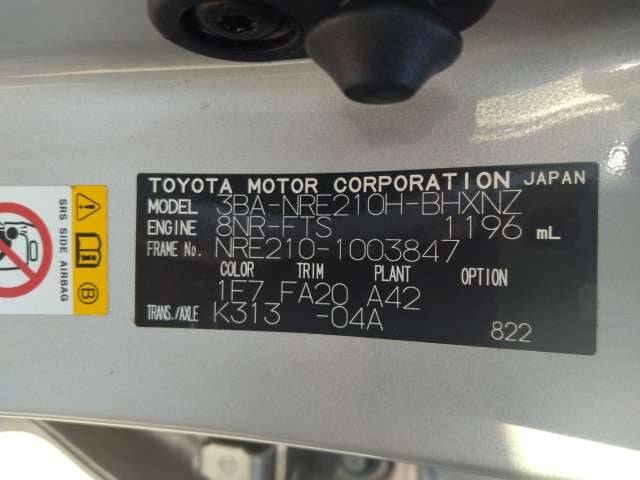 TOYOTA MOTOR CORPORATION JAPAN
MODEL 3BA-NRE210H-BHXNZ
ENGINE 8NR-FTS 1196 mL
FRAME No. NRE210-1003847
COLOR TRIM PLANT OPTION
1E7 FA20 A42
TRANS./AXLE K313 -04A
822
SRS SIDE AIRBAG
B